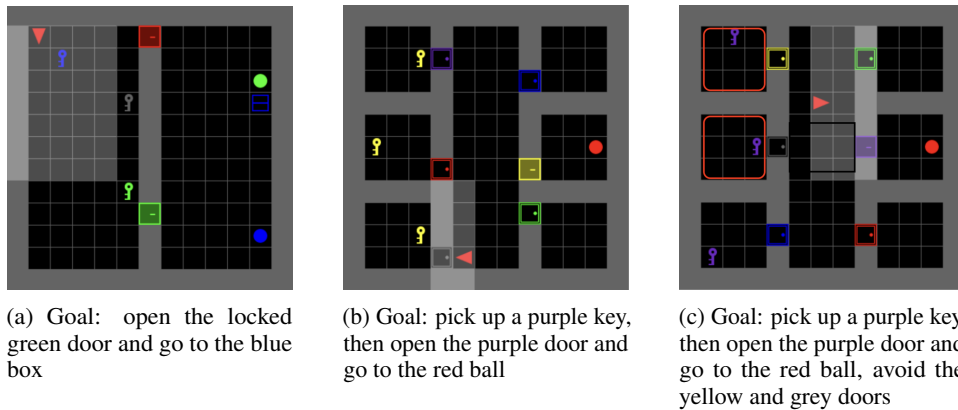 (a) Goal: open the locked
green door and go to the blue
box
(b) Goal: pick up a purple key,
then open the purple door and
go to the red ball
(c) Goal: pick up a purple key
then open the purple door and
go to the red ball, avoid the
yellow and grey doors